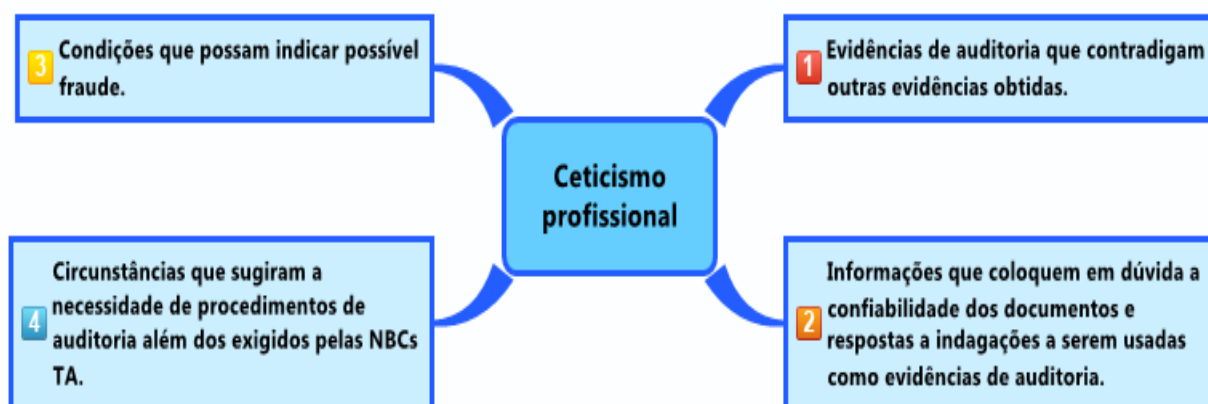 3 Condições que possam indicar possível
fraude.
1 Evidências de auditoria que contradigam
outras evidências obtidas.
Ceticismo
profissional
4 Circunstâncias que sugiram a
necessidade de procedimentos de
auditoria além dos exigidos pelas NBCs
TA.
2 Informações que coloquem em dúvida a
confiabilidade dos documentos e
respostas a indagações a serem usadas
como evidências de auditoria.